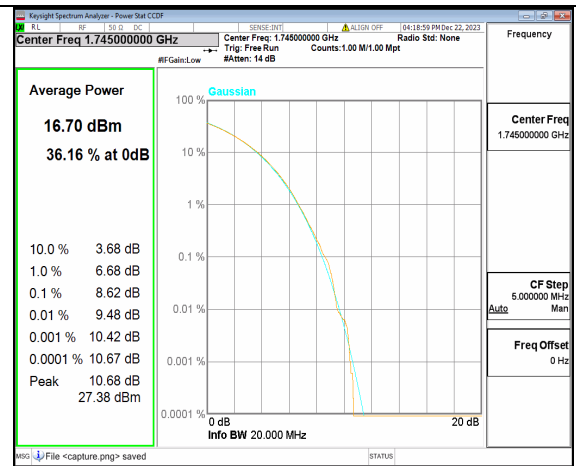 Keysight Spectrum Analyzer - Power Stat CCDF
RL RF 50 Ω DC SENSE:INT ALIGN OFF 04:18:59 PM Dec 22, 2023
Center Freq 1.745000000 GHz
Center Freq: 1.745000000 GHz Radio Std: None
Trig: Free Run Counts:1.00 M/1.00 Mpt
#IFGain:Low #Atten: 14 dB
Frequency
Average Power
16.70 dBm
36.16 % at 0dB
10.0 % 3.68 dB
1.0 % 6.68 dB
0.1 % 8.62 dB
0.01 % 9.48 dB
0.001 % 10.42 dB
0.0001 % 10.67 dB
Peak 10.68 dB
27.38 dBm
Gaussian
100 %
10 %
1 %
0.1 %
0.01 %
0.001 %
0.0001 %
0 dB 20 dB
Info BW 20.000 MHz
Center Freq
1.745000000 GHz
CF Step
5.000000 MHz
Auto Man
Freq Offset
0 Hz
MSG File <capture.png> saved STATUS